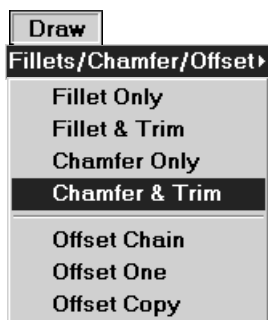 Draw
Fillets/Chamfer/Offset
Fillet Only
Fillet & Trim
Chamfer Only
Chamfer & Trim
Offset Chain
Offset One
Offset Copy